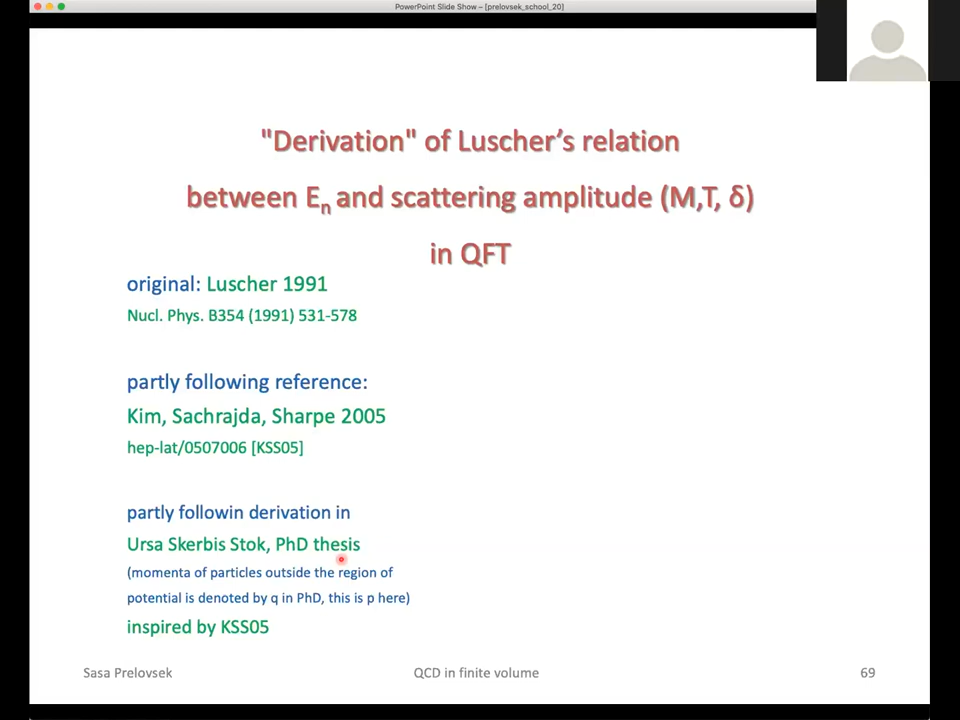 PowerPoint Slide Show – [prelovsek_school_20]
"Derivation" of Luscher’s relation
between En and scattering amplitude (M,T, δ)
in QFT
original: Luscher 1991
Nucl. Phys. B354 (1991) 531-578
partly following reference:
Kim, Sachrajda, Sharpe 2005
hep-lat/0507006 [KSS05]
partly followin derivation in
Ursa Skerbis Stok, PhD thesis
(momenta of particles outside the region of
potential is denoted by q in PhD, this is p here)
inspired by KSS05
Sasa Prelovsek
QCD in finite volume
69